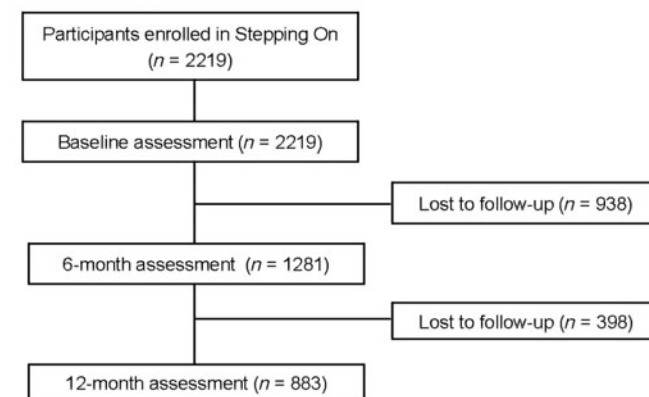 Participants enrolled in Stepping On
(n = 2219)
Baseline assessment (n = 2219)
Lost to follow-up (n = 938)
6-month assessment (n = 1281)
Lost to follow-up (n = 398)
12-month assessment (n = 883)